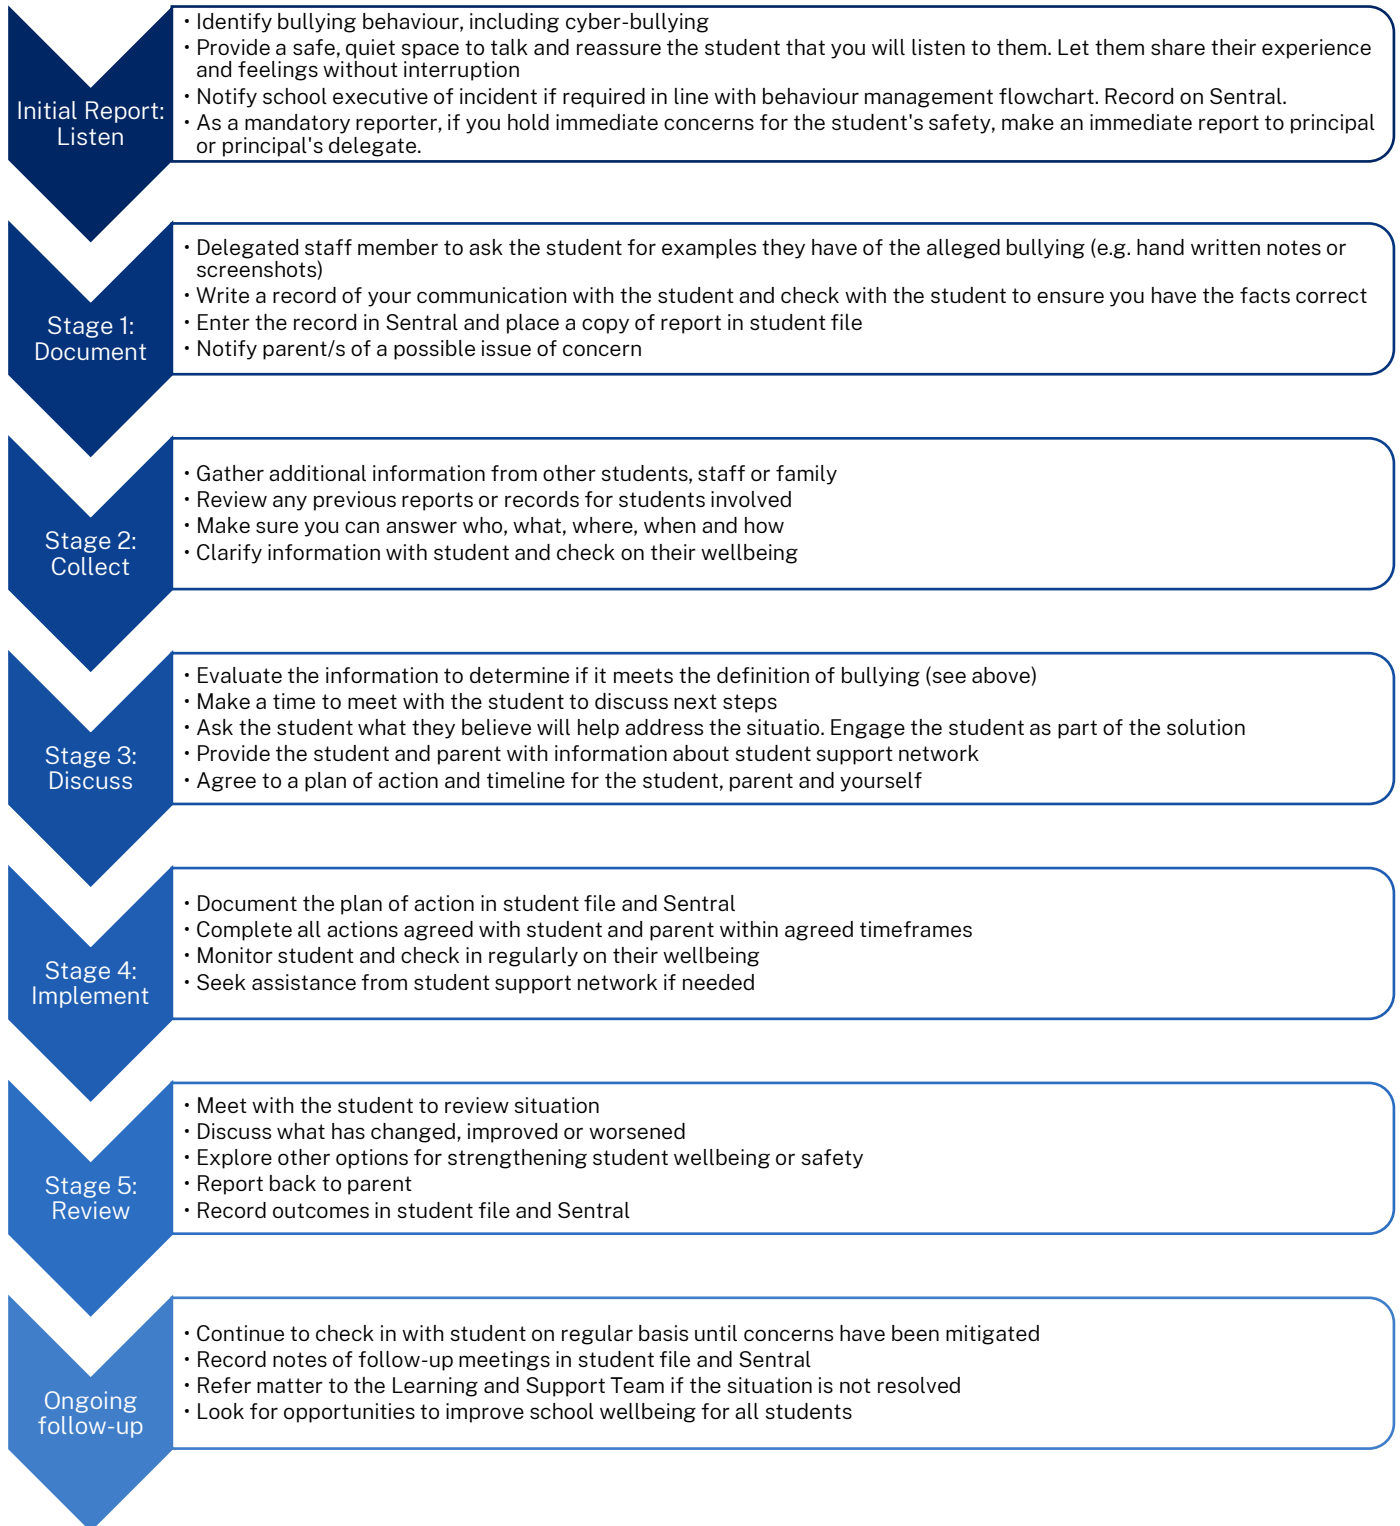 Initial Report:
Listen
· Identify bullying behaviour, including cyber-bullying
· Provide a safe, quiet space to talk and reassure the student that you will listen to them. Let them share their experience
and feelings without interruption
· Notify school executive of incident if required in line with behaviour management flowchart. Record on Sentral.
· As a mandatory reporter, if you hold immediate concerns for the student's safety, make an immediate report to principal
or principal's delegate.
Stage 1:
Document
· Delegated staff member to ask the student for examples they have of the alleged bullying (e.g. hand written notes or
screenshots)
· Write a record of your communication with the student and check with the student to ensure you have the facts correct
· Enter the record in Sentral and place a copy of report in student file
· Notify parent/s of a possible issue of concern
Stage 2:
Collect
· Gather additional information from other students, staff or family
· Review any previous reports or records for students involved
· Make sure you can answer who, what, where, when and how
· Clarify information with student and check on their wellbeing
Stage 3:
Discuss
· Evaluate the information to determine if it meets the definition of bullying (see above)
· Make a time to meet with the student to discuss next steps
· Ask the student what they believe will help address the situatio. Engage the student as part of the solution
· Provide the student and parent with information about student support network
· Agree to a plan of action and timeline for the student, parent and yourself
Stage 4:
Implement
· Document the plan of action in student file and Sentral
· Complete all actions agreed with student and parent within agreed timeframes
· Monitor student and check in regularly on their wellbeing
· Seek assistance from student support network if needed
Stage 5:
Review
· Meet with the student to review situation
· Discuss what has changed, improved or worsened
· Explore other options for strengthening student wellbeing or safety
· Report back to parent
· Record outcomes in student file and Sentral
Ongoing
follow-up
· Continue to check in with student on regular basis until concerns have been mitigated
· Record notes of follow-up meetings in student file and Sentral
· Refer matter to the Learning and Support Team if the situation is not resolved
· Look for opportunities to improve school wellbeing for all students